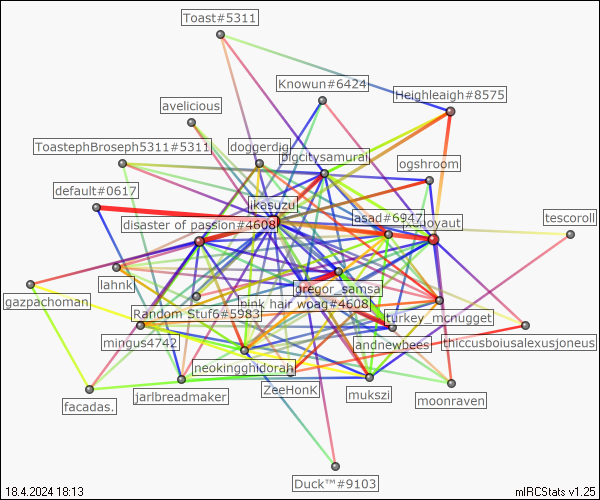 Toast#5311
Knowun#6424
Heighleaigh#8575
avelicious
ToastephBroseph5311#5311
doggerdig
bigcitysamurai
ogshroom
default#0617
jikasuzu
asad#6947
tescoroll
disaster of passion#4608
lahnk
gregor_samsa
gazpachoman
pink hair woag#4608
Random Stuf6#5983
turkey_mcnugget
mingus4742
andnewbees
thiccusboiusalexusjoneus
neokingghidorah
ZeeHonK
jarlbreadmaker
mukszi
moonraven
facadas.
Duck™#9103
18.4.2024 18:13
mIRCStats v1.25